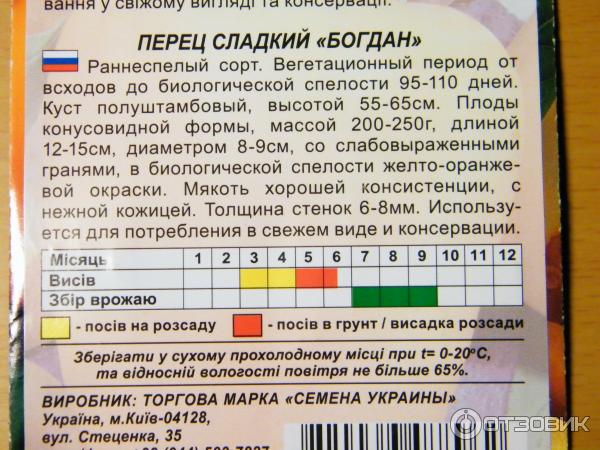 вання у свіжому вигляді та консервації.
ПЕРЕЦ СЛАДКИЙ «БОГДАН»
Раннеспелый сорт. Вегетационный период от
всходов до биологической спелости 95-110 дней.
Куст полуштамбовый, высотой 55-65см. Плоды
конусовидной формы, массой 200-250г, длиной
12-15см, диаметром 8-9см, со слабовыраженными
гранями, в биологической спелости желто-оранже-
вой окраски. Мякоть хорошей консистенции, с
нежной кожицей. Толщина стенок 6-8мм. Использу-
ется для потребления в свежем виде и консервации.
Місяць 1 2 3 4 5 6 7 8 9 10 11 12
Висів
Збір врожаю
- посів на розсаду - посів в грунт / висадка розсади
Зберігати у сухому прохолодному місці при t= 0-20°С,
та відносній вологості повітря не більше 65%.
ВИРОБНИК: ТОРГОВА МАРКА «СЕМЕНА УКРАИНЫ»
Україна, м.Київ-04128,
вул. Стеценка, 35
ОТЗОВИК